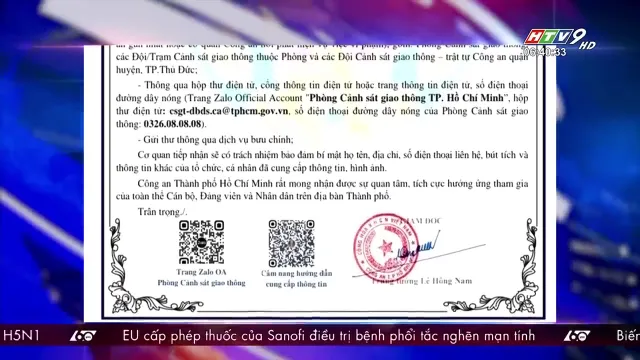 HTV9 HD
06:40:33
các Đội/Trạm Cảnh sát giao thông thuộc Phòng và các Đội Cảnh sát giao thông – trật tự Công an quận
huyện, TP.Thủ Đức;
- Thông qua hộp thư điện tử, cổng thông tin điện tử hoặc trang thông tin điện tử, số điện thoại
đường dây nóng (Trang Zalo Official Account "Phòng Cảnh sát giao thông TP. Hồ Chí Minh", hộp
thư điện tử: csgt-dbds.ca@tphcm.gov.vn, số điện thoại đường dây nóng của Phòng Cảnh sát giao
thông: 0326.08.08.08).
- Gửi thư thông qua dịch vụ bưu chính;
Cơ quan tiếp nhận sẽ có trách nhiệm bảo đảm bí mật họ tên, địa chỉ, số điện thoại liên hệ, bút tích và
thông tin khác của tổ chức, cá nhân đã cung cấp thông tin, hình ảnh.
Công an Thành phố Hồ Chí Minh rất mong nhận được sự quan tâm, tích cực hưởng ứng tham gia
của toàn thể Cán bộ, Đảng viên và Nhân dân trên địa bàn Thành phố.
Trân trọng./.
GIÁM ĐỐC
Trang Zalo OA
Phòng Cảnh sát giao thông
Cẩm nang hướng dẫn
cung cấp thông tin
Trung tướng Lê Hồng Nam
H5N1 60 EU cấp phép thuốc của Sanofi điều trị bệnh phổi tắc nghẽn mạn tính 60 Biến